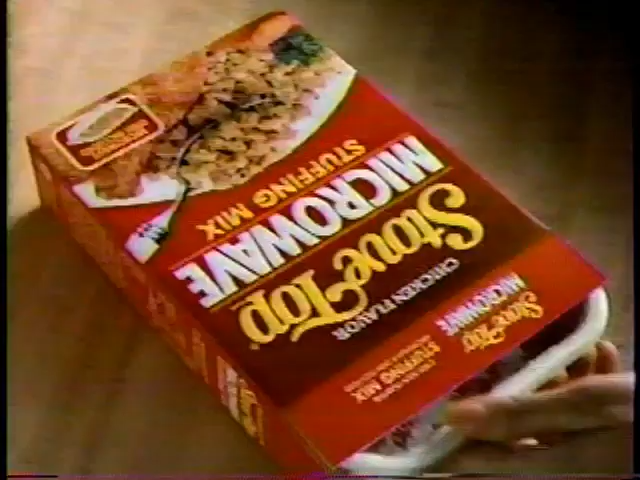 CHICKEN FLAVOR
Stove Top
MICROWAVE
STUFFING MIX
Stove Top
MICROWAVE
STUFFING MIX